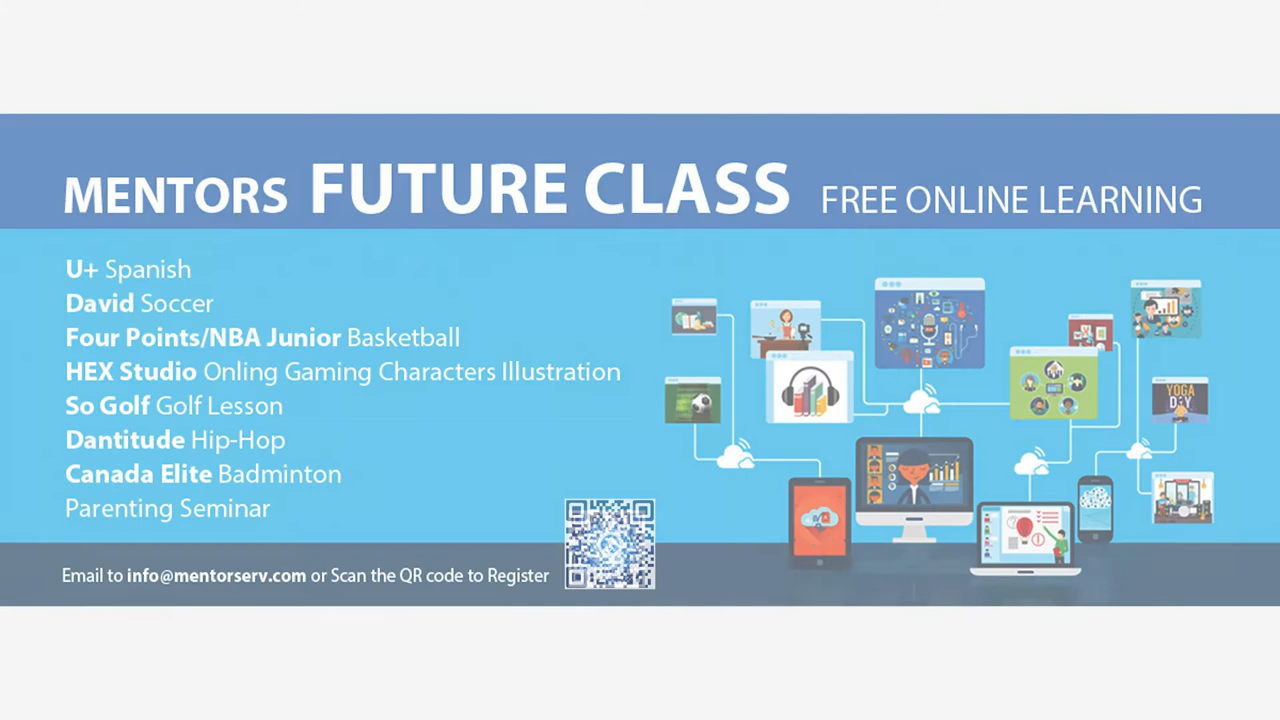 MENTORS FUTURE CLASS FREE ONLINE LEARNING
U+ Spanish
David Soccer
Four Points/NBA Junior Basketball
HEX Studio Onling Gaming Characters Illustration
So Golf Golf Lesson
Dantitude Hip-Hop
Canada Elite Badminton
Parenting Seminar
Email to info@mentorserv.com or Scan the QR code to Register
YOGA
DAY